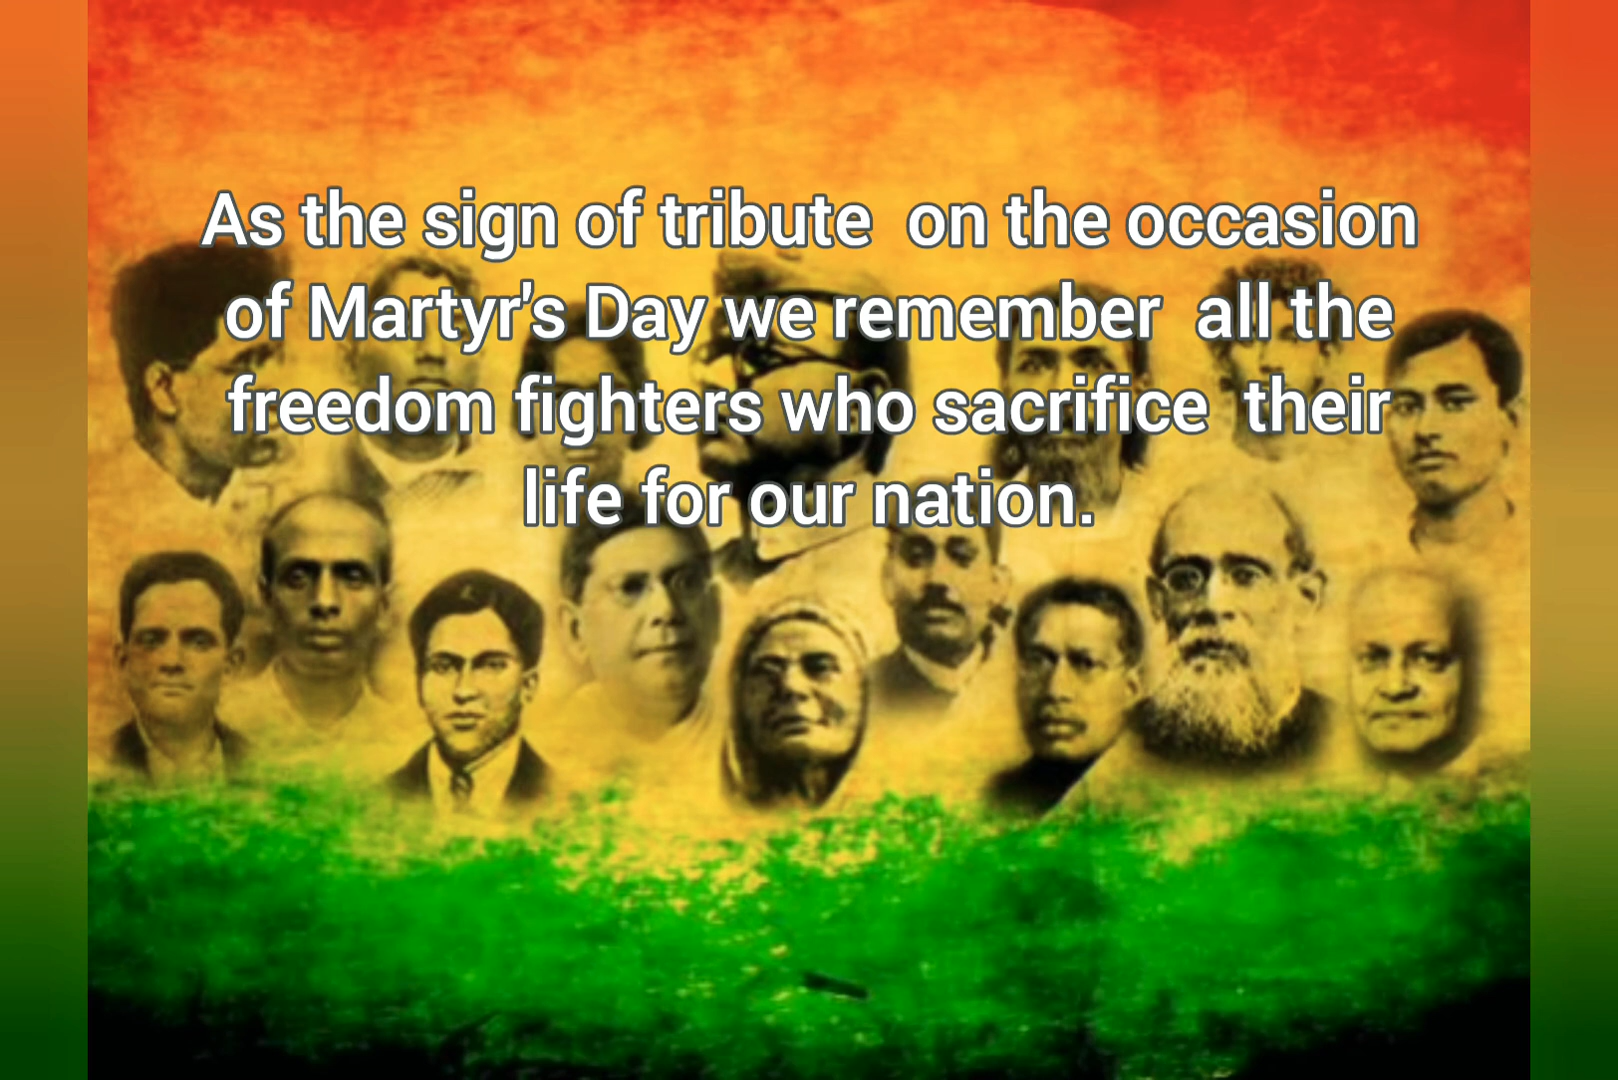 As the sign of tribute  on the occasion
of Martyr's Day we remember  all the
freedom fighters who sacrifice  their
life for our nation.